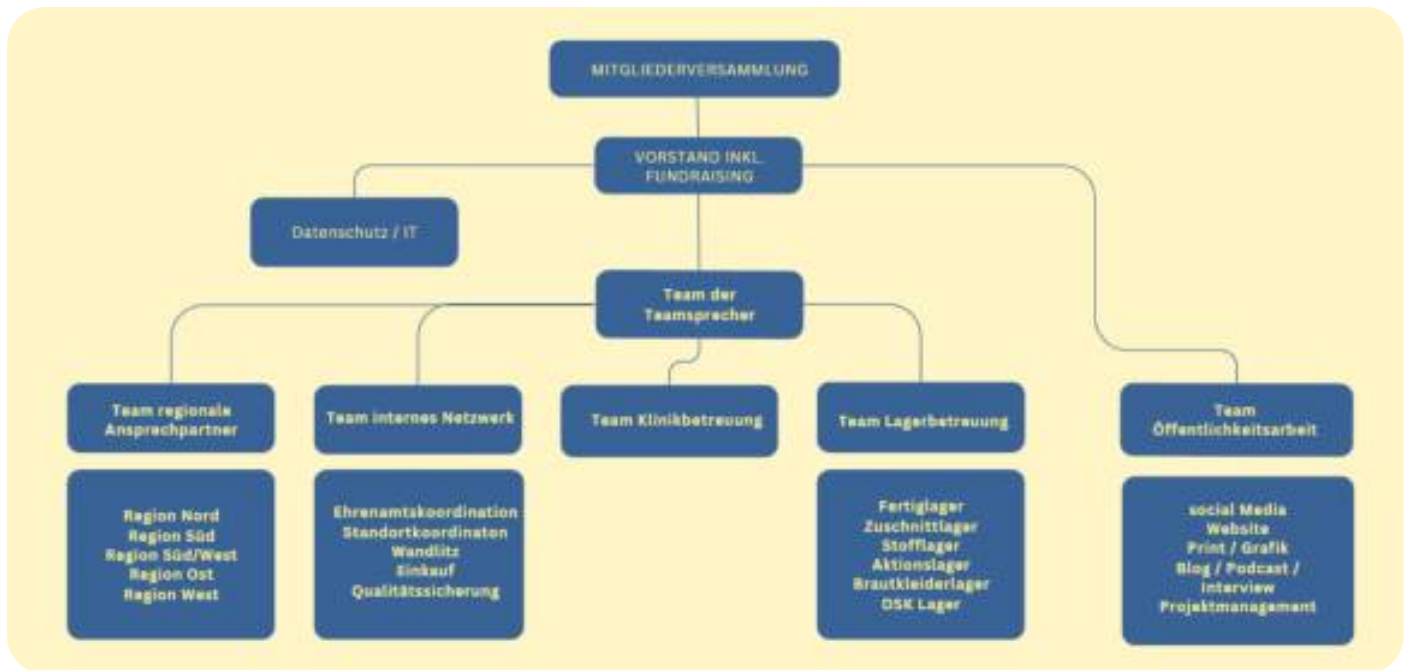 MITGLIEDERVERSAMMLUNG
VORSTAND INKL.
FUNDRAISING
Datenschutz / IT
Team der
Teamsprecher
Team regionale
Ansprechpartner
Team internes Netzwerk
Team Klinikbetreuung
Team Lagerbetreuung
Team
Öffentlichkeitsarbeit
Region Nord
Region Süd
Region Süd/West
Region Ost
Region West
Ehrenamtskoordination
Standortkoordinaton
Wandlitz
Einkauf
Qualitätssicherung
Fertiglager
Zuschnittlager
Stofflager
Aktionslager
Brautkleiderlager
DSK Lager
social Media
Website
Print / Grafik
Blog / Podcast /
Interview
Projektmanagement